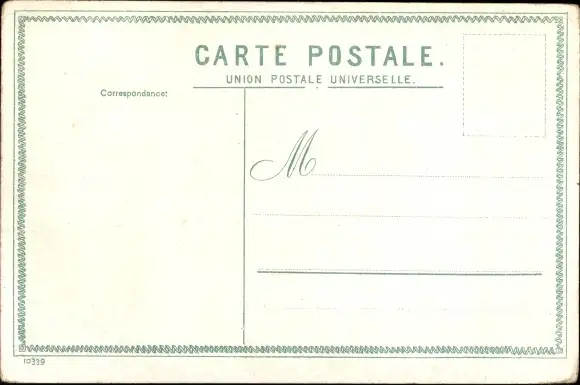 CARTE POSTALE.
UNION POSTALE UNIVERSELLE.
Correspondance:
M
10339